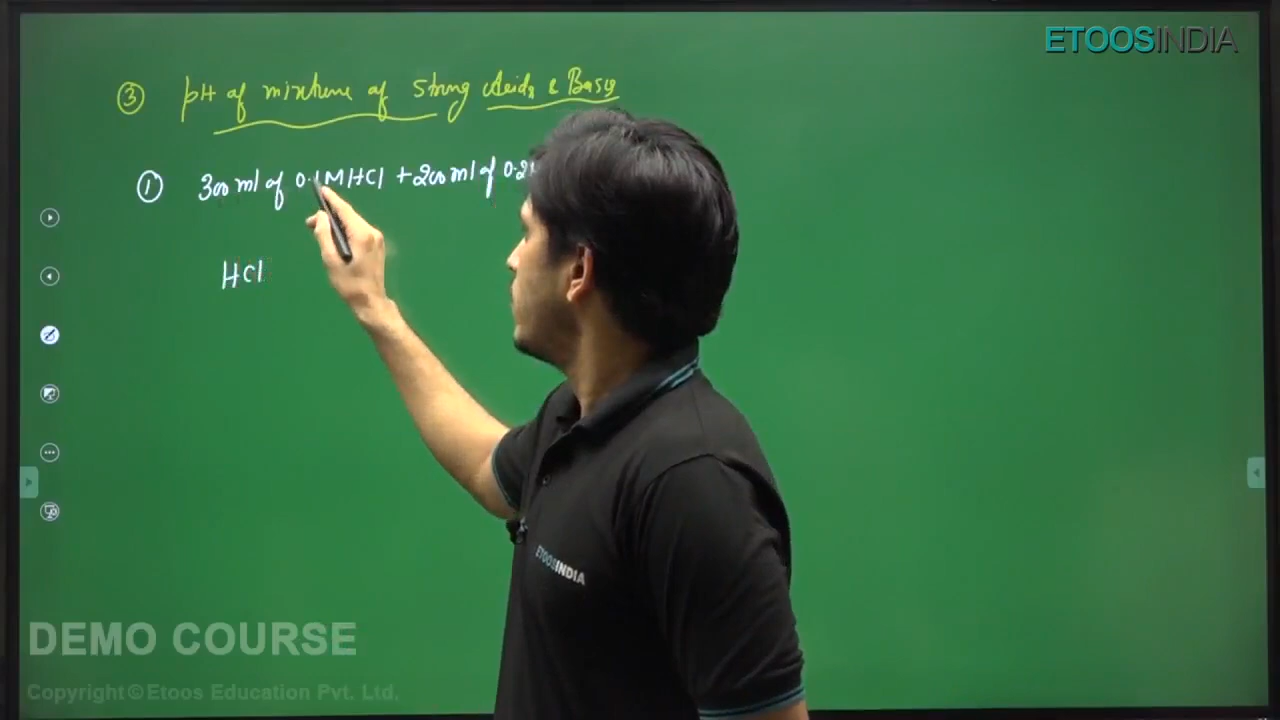 ETOOSINDIA
③ pH of mixture of Strong Acids & Bases
① 300 ml of 0.1M HCl + 200 ml of 0.2
HCl
ETOOSINDIA
DEMO COURSE
Copyright © Etoos Education Pvt. Ltd.